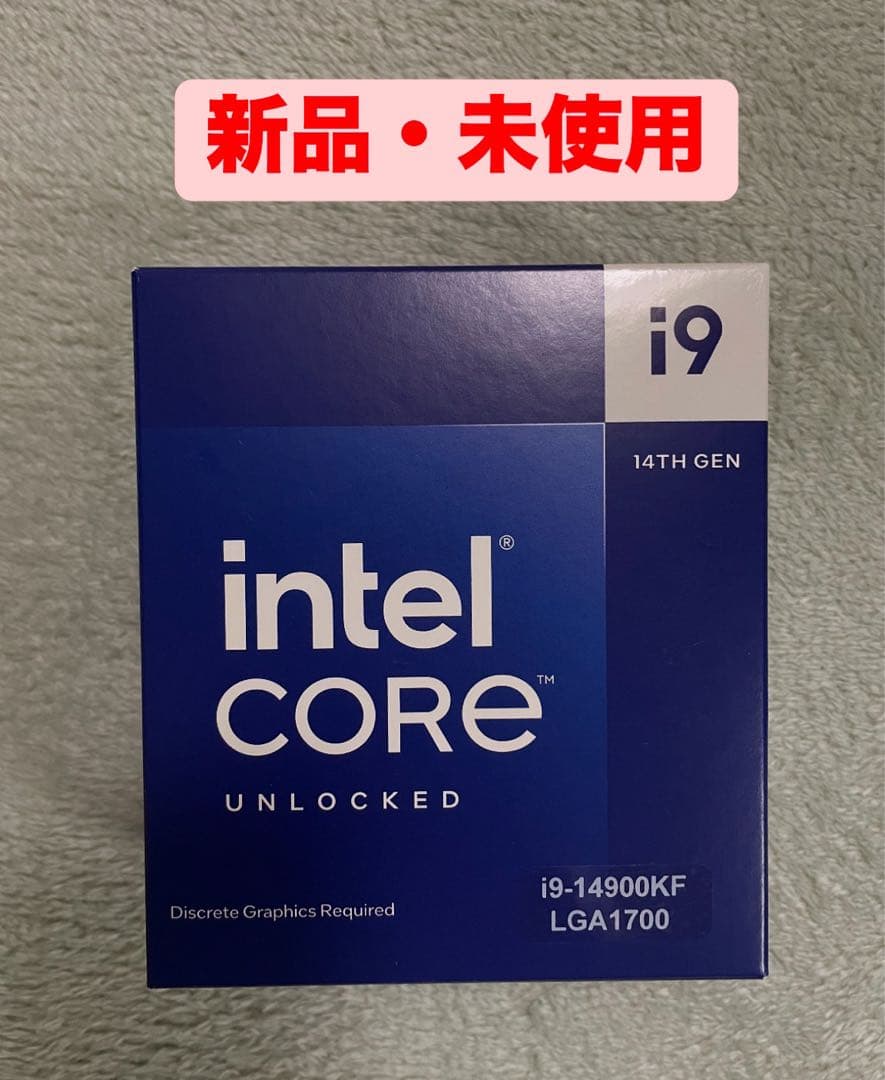 新品・未使用
i9
14TH GEN
intel®
CORE™
UNLOCKED
i9-14900KF
LGA1700
Discrete Graphics Required